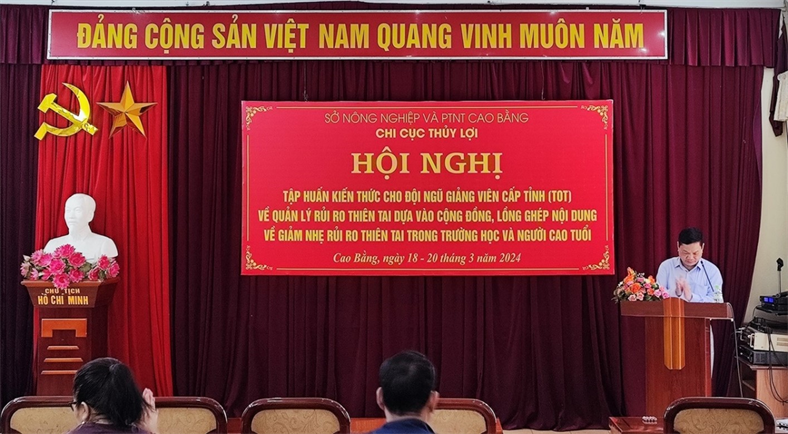 ĐẢNG CỘNG SẢN VIỆT NAM QUANG VINH MUÔN NĂM
SỞ NÔNG NGHIỆP VÀ PTNT CAO BẰNG
CHI CỤC THỦY LỢI
HỘI NGHỊ
TẬP HUẤN KIẾN THỨC CHO ĐỘI NGŨ GIẢNG VIÊN CẤP TỈNH (TOT)
VỀ QUẢN LÝ RỦI RO THIÊN TAI DỰA VÀO CỘNG ĐỒNG, LỒNG GHÉP NỘI DUNG
VỀ GIẢM NHẸ RỦI RO THIÊN TAI TRONG TRƯỜNG HỌC VÀ NGƯỜI CAO TUỔI
Cao Bằng, ngày 18 - 20 tháng 3 năm 2024
CHỦ TỊCH
HỒ CHÍ MINH